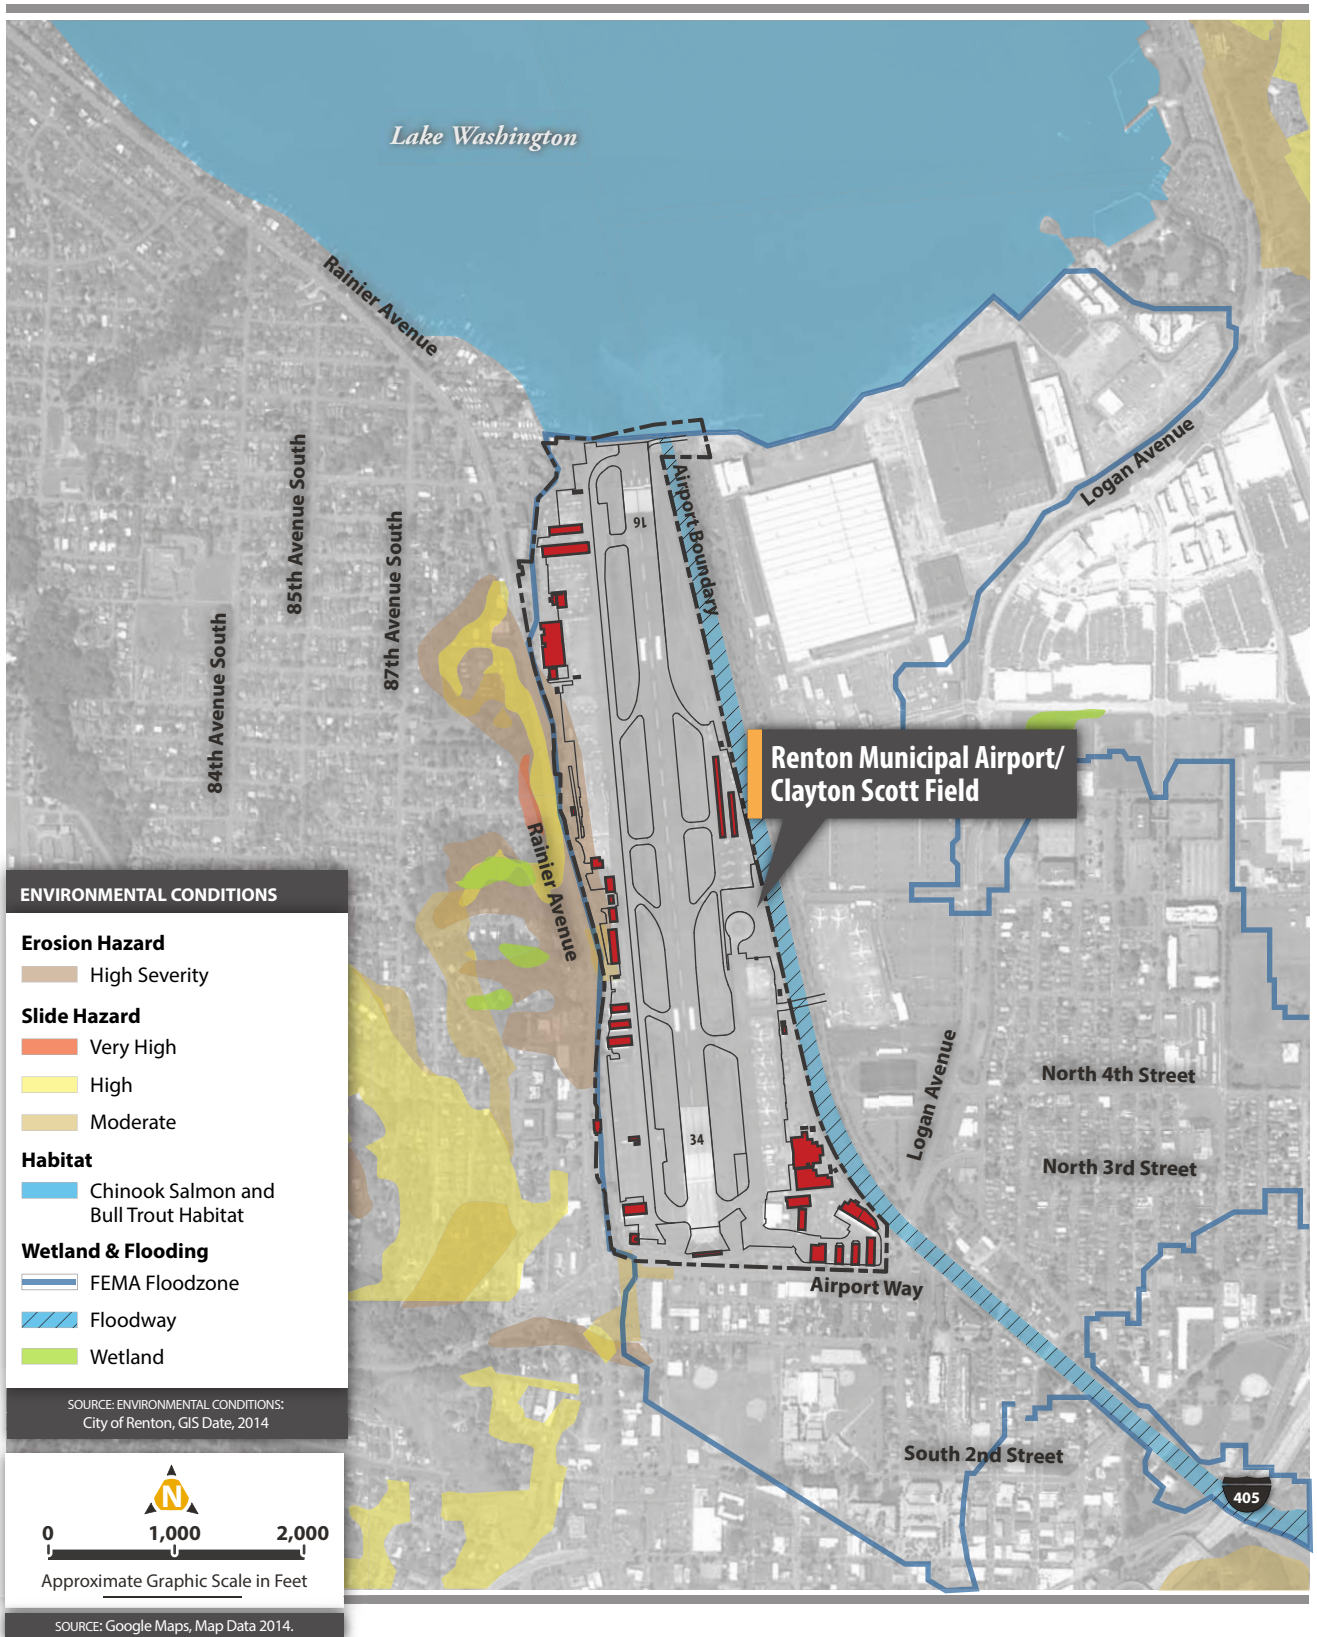 Lake Washington
Rainier Avenue
Logan Avenue
85th Avenue South
87th Avenue South
84th Avenue South
Airport Boundary
16
Renton Municipal Airport/
Clayton Scott Field
Rainier Avenue
Logan Avenue
North 4th Street
34
North 3rd Street
Airport Way
South 2nd Street
405
ENVIRONMENTAL CONDITIONS
Erosion Hazard
High Severity
Slide Hazard
Very High
High
Moderate
Habitat
Chinook Salmon and
Bull Trout Habitat
Wetland & Flooding
FEMA Floodzone
Floodway
Wetland
SOURCE: ENVIRONMENTAL CONDITIONS:
City of Renton, GIS Date, 2014
N
0 1,000 2,000
Approximate Graphic Scale in Feet
SOURCE: Google Maps, Map Data 2014.